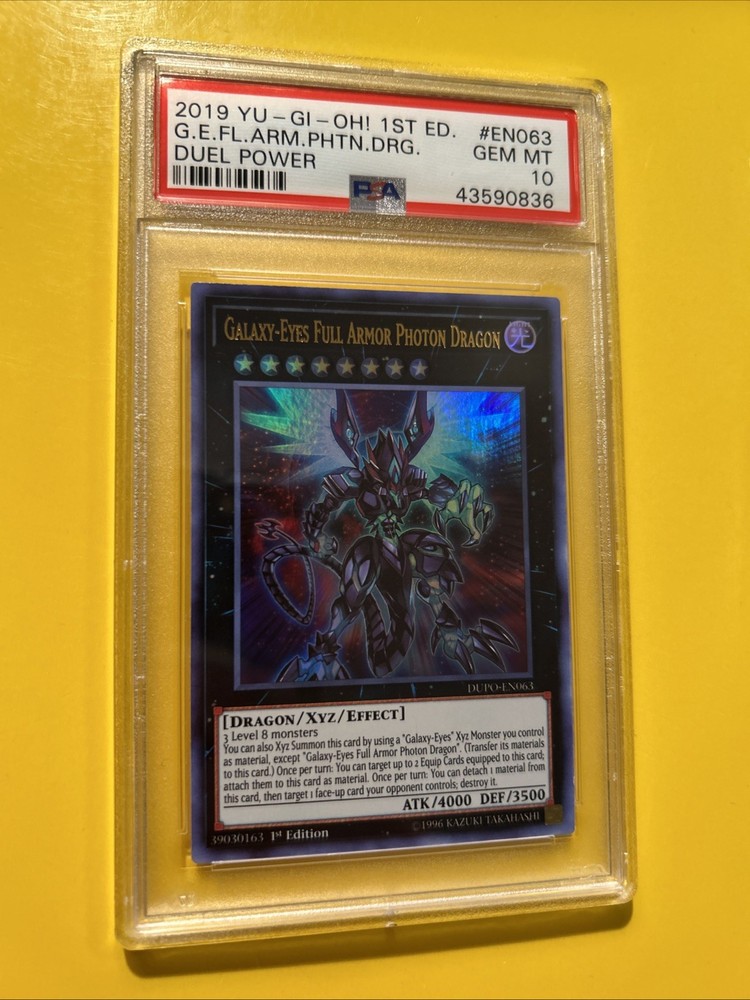 2019 YU-GI-OH! 1ST ED. #EN063
G.E.FL.ARM.PHTN.DRG. GEM MT
DUEL POWER 10
PSA 43590836
GALAXY-EYES FULL ARMOR PHOTON DRAGON
LIGHT
光
DUPO-EN063
[DRAGON/XYZ/EFFECT]
3 Level 8 monsters
You can also Xyz Summon this card by using a "Galaxy-Eyes" Xyz Monster you control
as material, except "Galaxy-Eyes Full Armor Photon Dragon". (Transfer its materials
to this card.) Once per turn: You can target up to 2 Equip Cards equipped to this card;
attach them to this card as material. Once per turn: You can detach 1 material from
this card, then target 1 face-up card your opponent controls; destroy it.
ATK/4000 DEF/3500
39030163 1st Edition ©1996 KAZUKI TAKAHASHI